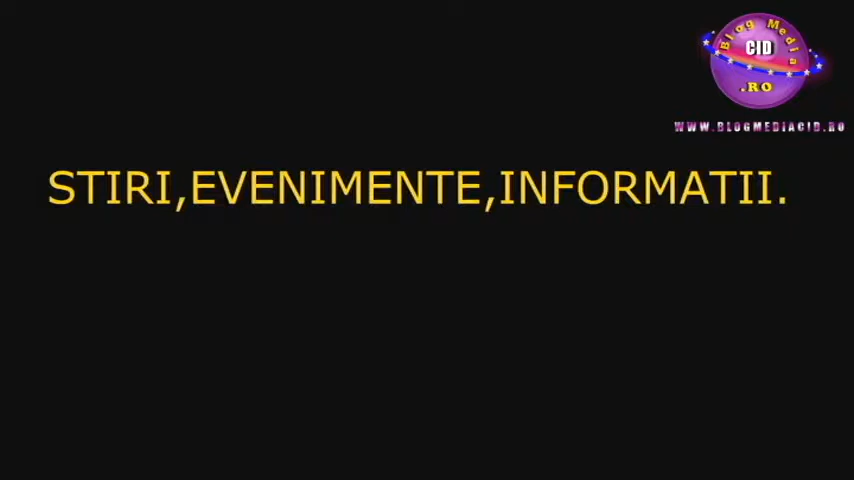 Blog Media
CID
.RO
WWW.BLOGMEDIACID.RO
STIRI,EVENIMENTE,INFORMATII.